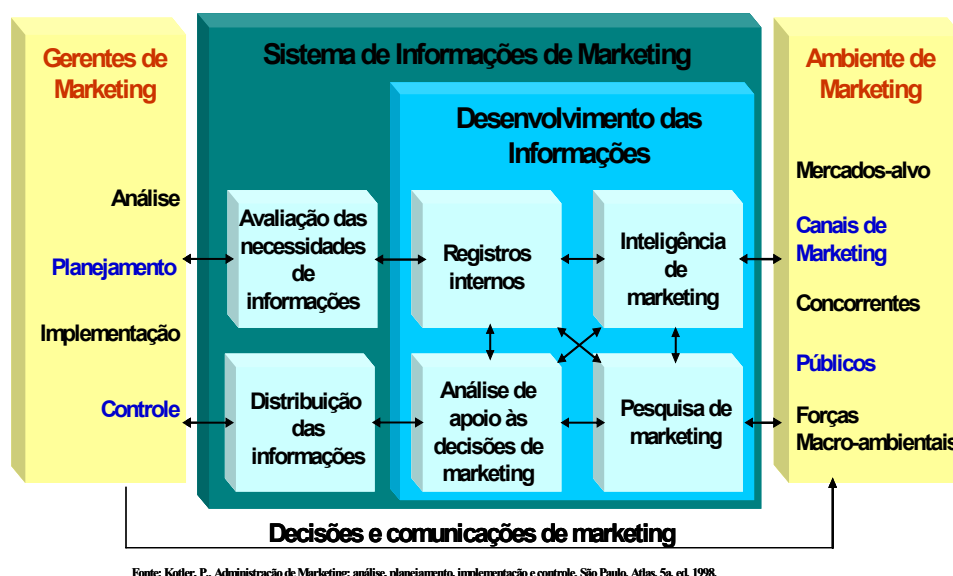 Gerentes de
Marketing
Análise
Planejamento
Implementação
Controle
Sistema de Informações de Marketing
Desenvolvimento das
Informações
Avaliação das
necessidades
de
informações
Registros
internos
Inteligência
de
marketing
Distribuição
das
informações
Análise de
apoio às
decisões de
marketing
Pesquisa de
marketing
Ambiente de
Marketing
Mercados-alvo
Canais de
Marketing
Concorrentes
Públicos
Forças
Macro-ambientais
Decisões e comunicações de marketing
Fonte: Kotler, P.. Administração de Marketing: análise, planejamento, implementação e controle. São Paulo, Atlas, 5a. ed, 1998.